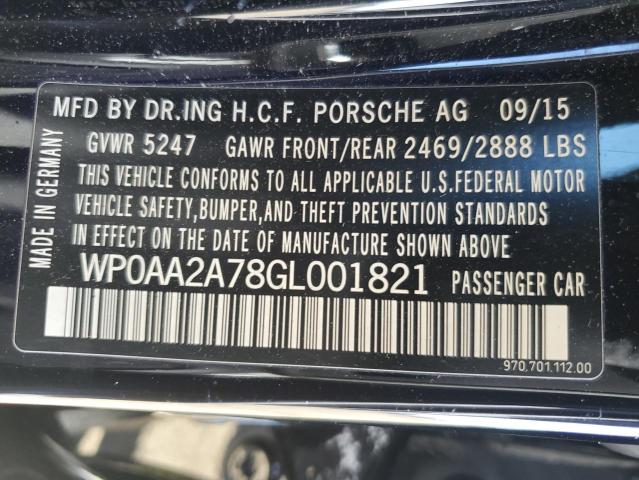 MFD BY DR.ING H.C.F. PORSCHE AG 09/15
GVWR 5247 GAWR FRONT/REAR 2469/2888 LBS
THIS VEHICLE CONFORMS TO ALL APPLICABLE U.S.FEDERAL MOTOR
VEHICLE SAFETY,BUMPER,AND THEFT PREVENTION STANDARDS
IN EFFECT ON THE DATE OF MANUFACTURE SHOWN ABOVE
WP0AA2A78GL001821 PASSENGER CAR
970.701.112.00
MADE IN GERMANY